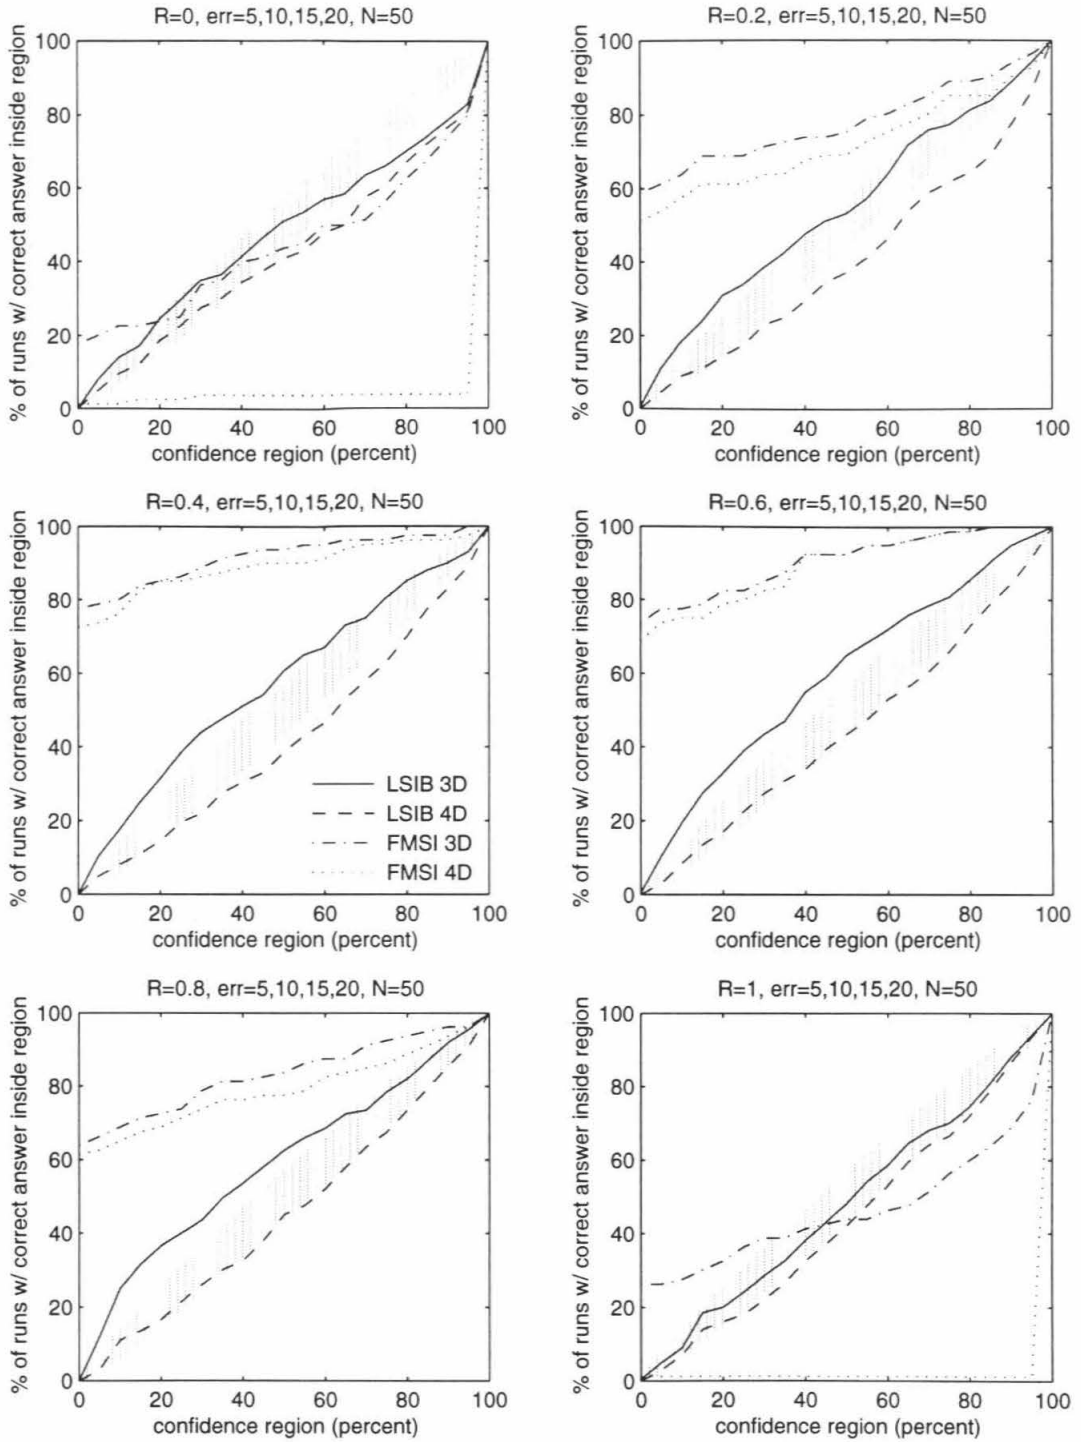 R=0, err=5,10,15,20, N=50
% of runs w/ correct answer inside region
100
80
60
40
20
0
0 20 40 60 80 100
confidence region (percent)
R=0.2, err=5,10,15,20, N=50
% of runs w/ correct answer inside region
100
80
60
40
20
0
0 20 40 60 80 100
confidence region (percent)
R=0.4, err=5,10,15,20, N=50
% of runs w/ correct answer inside region
100
80
60
40
20
0
LSIB 3D
LSIB 4D
FMSI 3D
FMSI 4D
0 20 40 60 80 100
confidence region (percent)
R=0.6, err=5,10,15,20, N=50
% of runs w/ correct answer inside region
100
80
60
40
20
0
0 20 40 60 80 100
confidence region (percent)
R=0.8, err=5,10,15,20, N=50
% of runs w/ correct answer inside region
100
80
60
40
20
0
0 20 40 60 80 100
confidence region (percent)
R=1, err=5,10,15,20, N=50
% of runs w/ correct answer inside region
100
80
60
40
20
0
0 20 40 60 80 100
confidence region (percent)